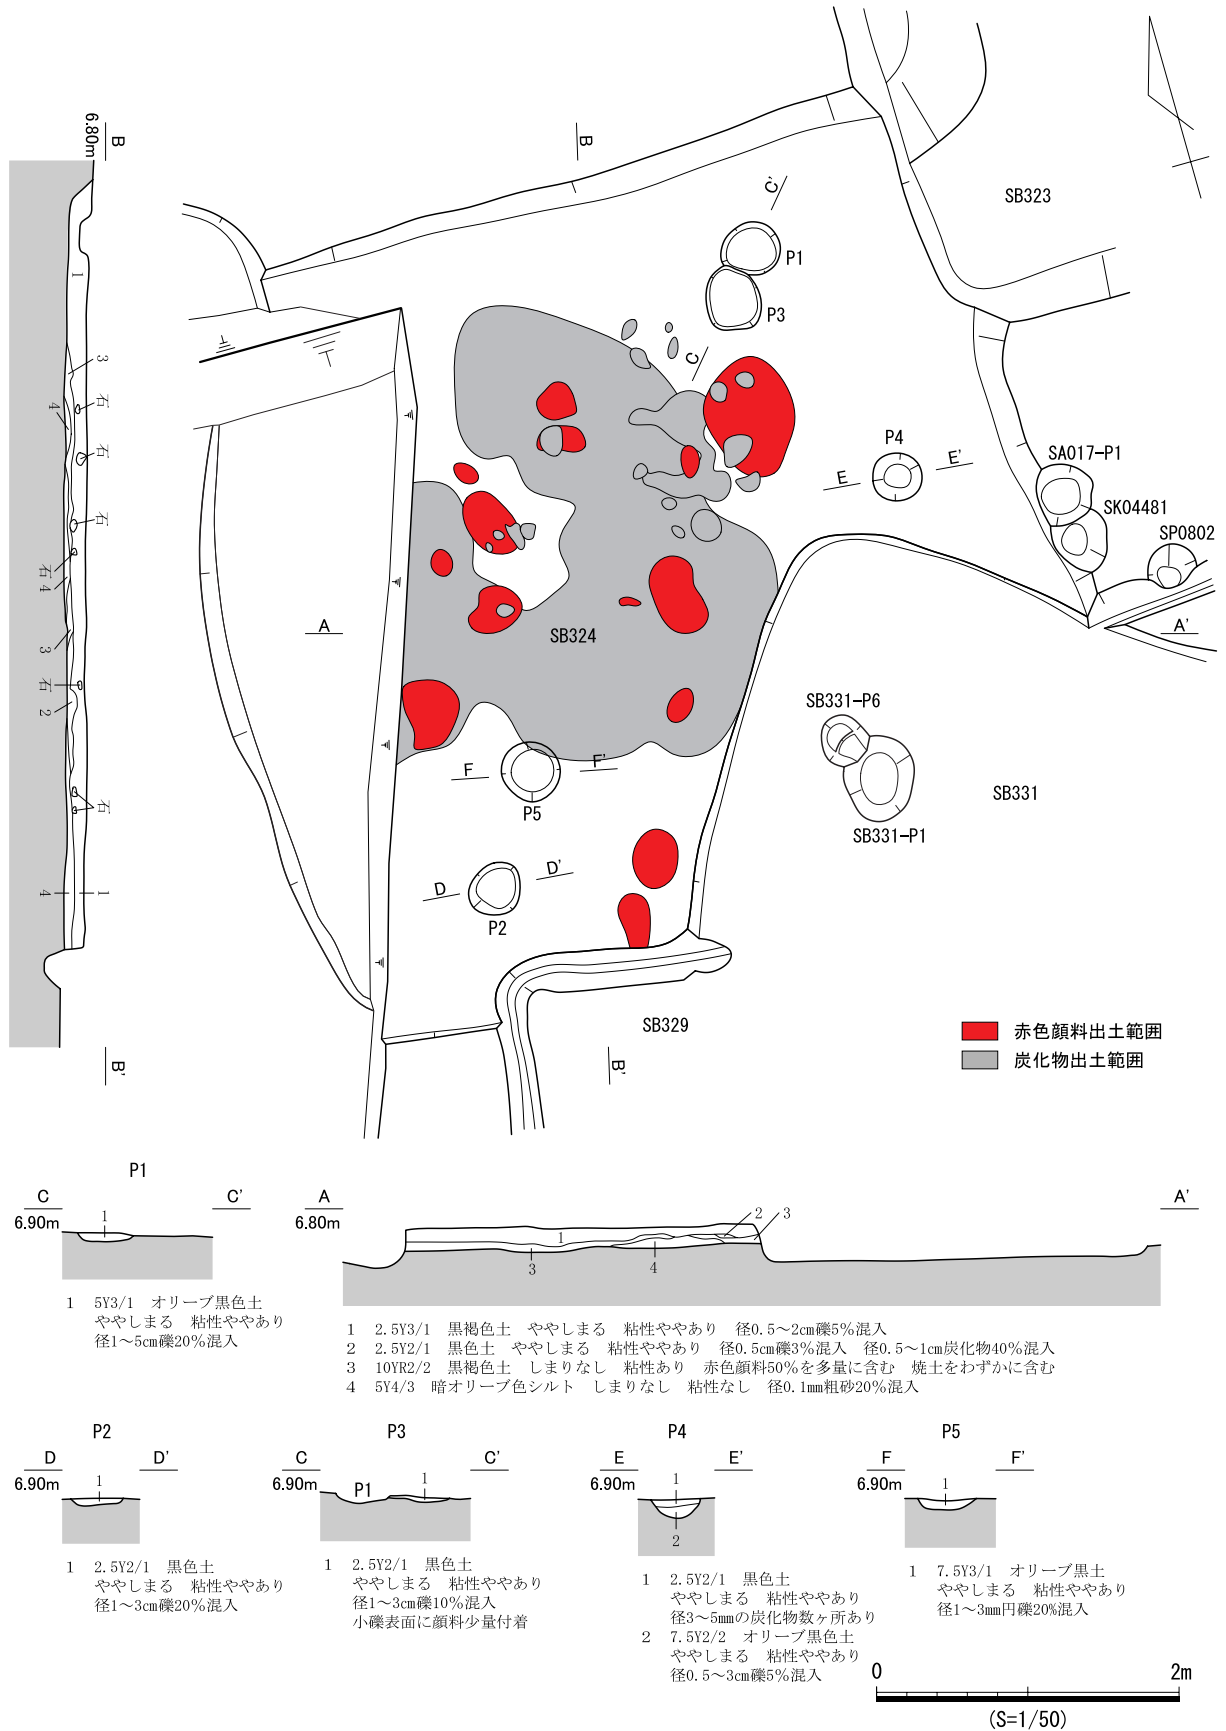 B
6.80m
B
C'
SB323
P1
P3
C
1
3
4
石
石
石
石
4
3
石
2
石
4
1
P4
E
E'
SA017-P1
SK04481
SP0802
A
SB324
A'
SB331-P6
SB331
SB331-P1
F
F'
P5
D
D'
P2
SB329
赤色顔料出土範囲
炭化物出土範囲
B'
B'
P1
C
C'
6.90m
1
1 5Y3/1 オリーブ黒色土
ややしまる 粘性ややあり
径1～5cm礫20%混入
A
A'
6.80m
1
2
3
3
4
1 2.5Y3/1 黒褐色土 ややしまる 粘性ややあり 径0.5～2cm礫5%混入
2 2.5Y2/1 黒色土 ややしまる 粘性ややあり 径0.5cm礫3%混入 径0.5～1cm炭化物40%混入
3 10YR2/2 黒褐色土 しまりなし 粘性あり 赤色顔料50%を多量に含む 焼土をわずかに含む
4 5Y4/3 暗オリーブ色シルト しまりなし 粘性なし 径0.1mm粗砂20%混入
P2
D
D'
6.90m
1
1 2.5Y2/1 黒色土
ややしまる 粘性ややあり
径1～3cm礫20%混入
P3
C
C'
6.90m
P1
1
1 2.5Y2/1 黒色土
ややしまる 粘性ややあり
径1～3cm礫10%混入
小礫表面に顔料少量付着
P4
E
E'
6.90m
1
2
1 2.5Y2/1 黒色土
ややしまる 粘性ややあり
径3～5mmの炭化物数ヶ所あり
2 7.5Y2/2 オリーブ黒色土
ややしまる 粘性ややあり
径0.5～3cm礫5%混入
P5
F
F'
6.90m
1
1 7.5Y3/1 オリーブ黒土
ややしまる 粘性ややあり
径1～3mm円礫20%混入
0
2m
(S=1/50)